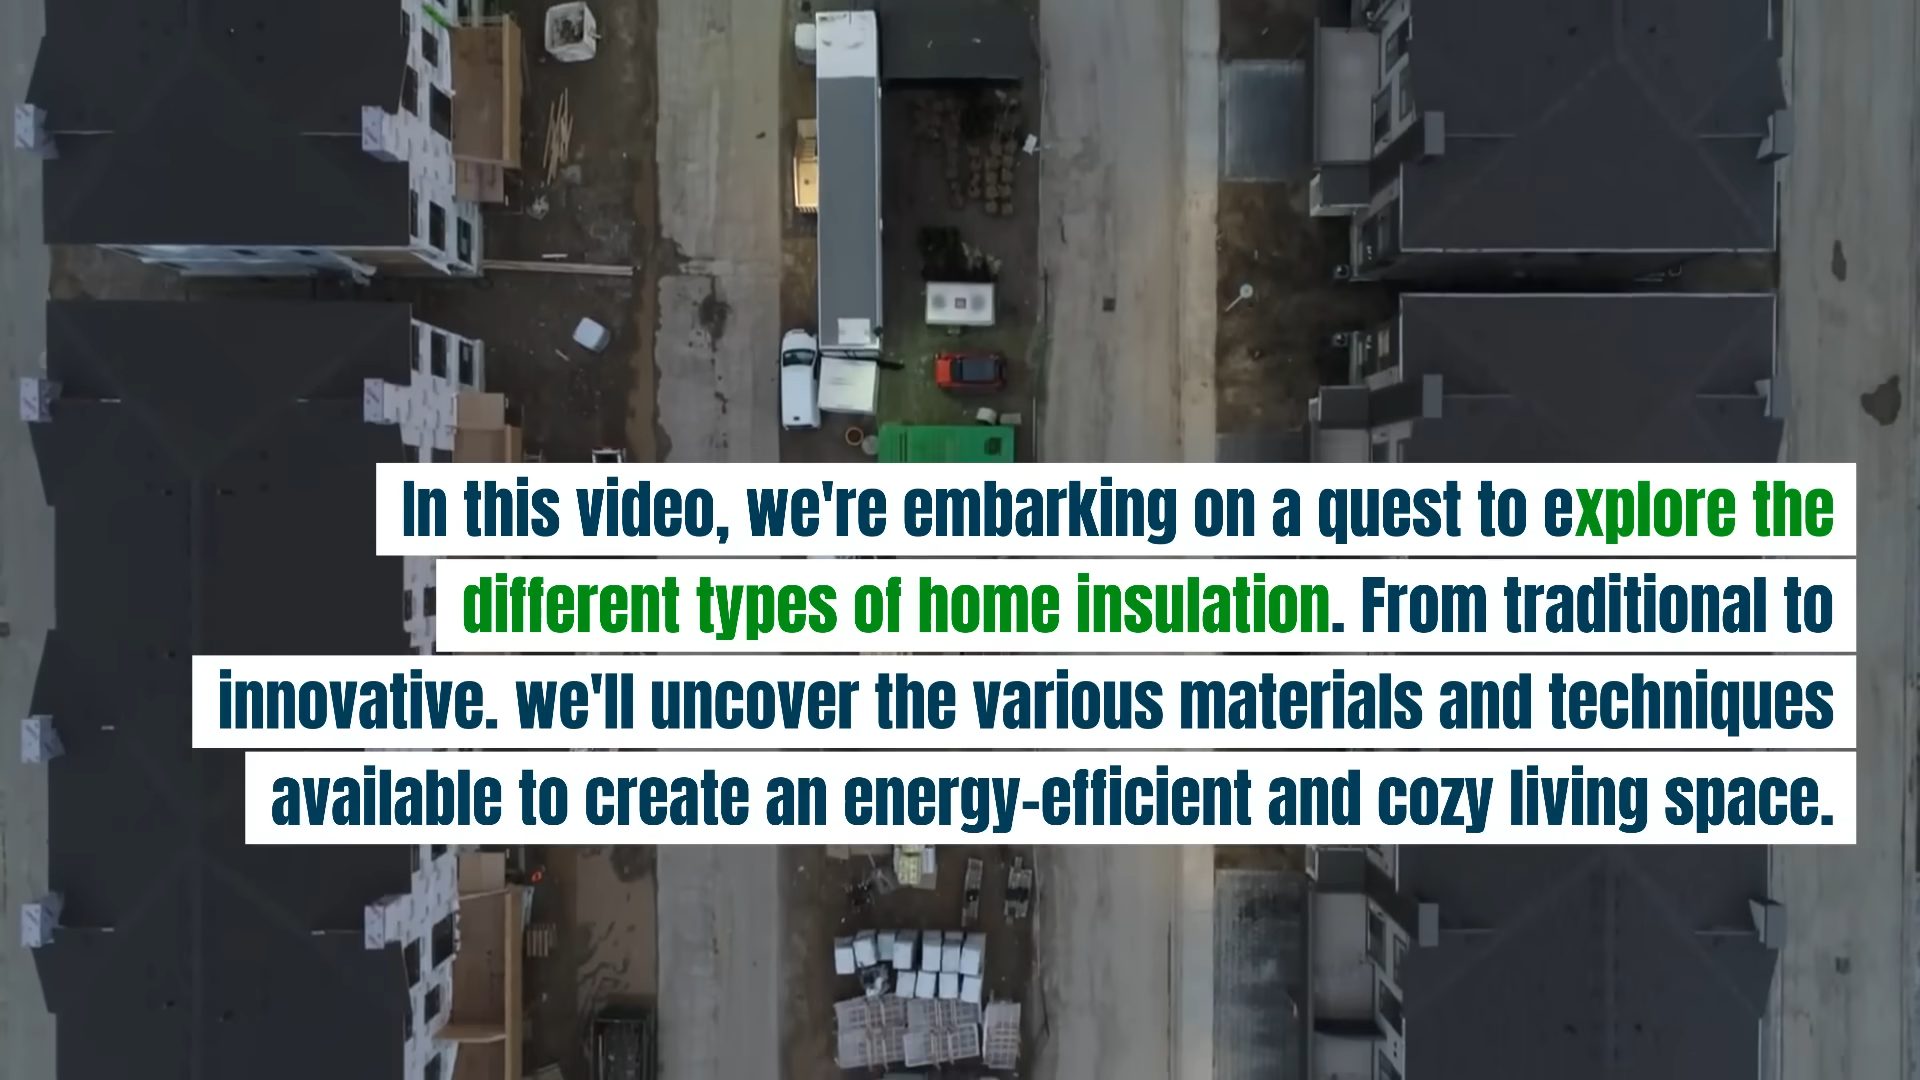 In this video, we're embarking on a quest to explore the
different types of home insulation. From traditional to
innovative. we'll uncover the various materials and techniques
available to create an energy-efficient and cozy living space.